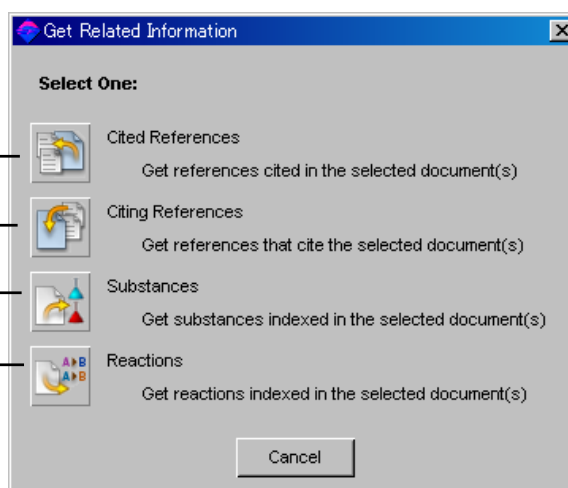 Get Related Information
Select One:
Cited References
Get references cited in the selected document(s)
Citing References
Get references that cite the selected document(s)
Substances
Get substances indexed in the selected document(s)
A▶B
A▶B
Reactions
Get reactions indexed in the selected document(s)
Cancel